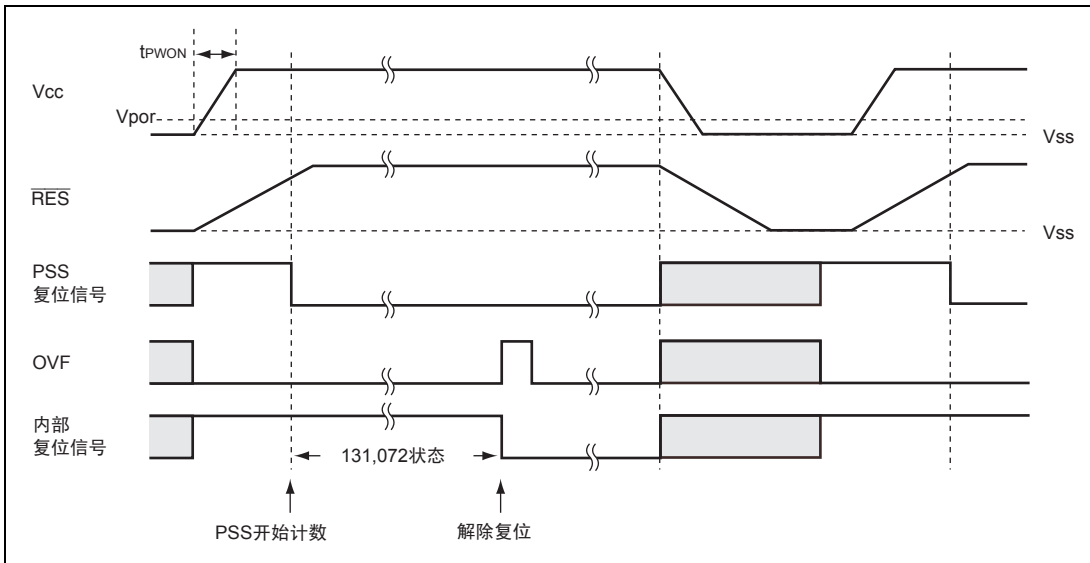 tPWON
Vcc
Vpor
Vss
RES
Vss
PSS
复位信号
OVF
内部
复位信号
131,072状态
PSS开始计数
解除复位